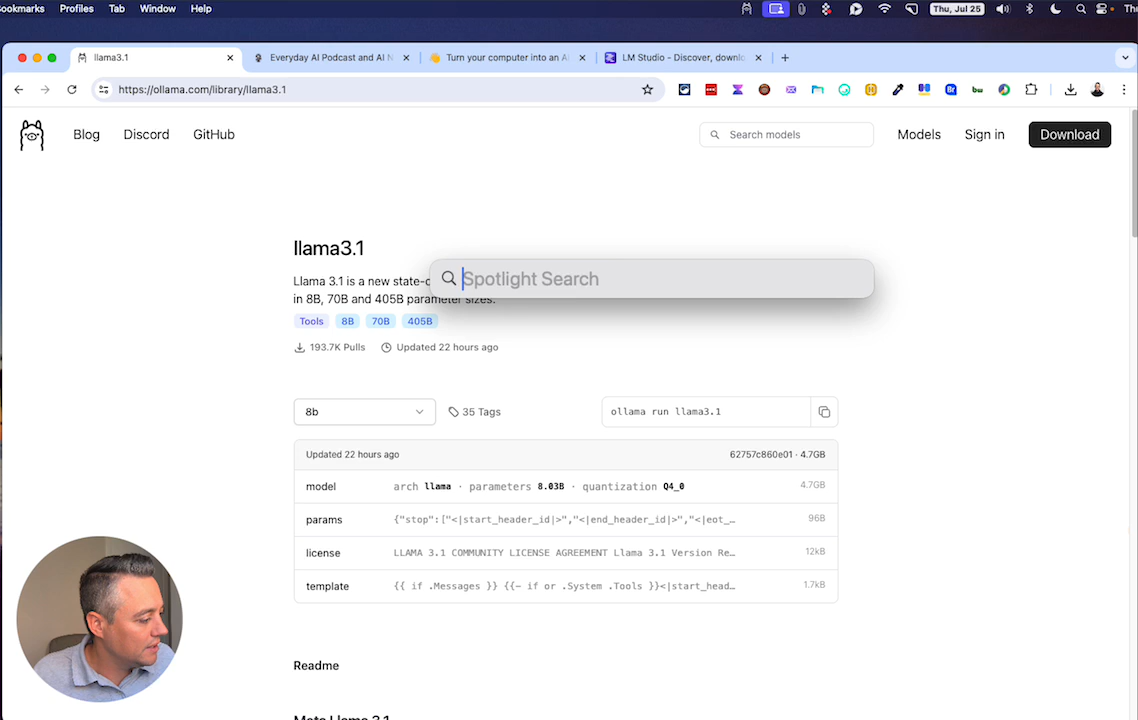 ookmarks Profiles Tab Window Help Thu, Jul 25 Thu
llama3.1 Everyday AI Podcast and AI N Turn your computer into an AI LM Studio - Discover, downlo
https://ollama.com/library/llama3.1
Blog Discord GitHub Search models Models Sign in Download
llama3.1
Llama 3.1 is a new state-o
Spotlight Search
in 8B, 70B and 405B parameter sizes.
Tools 8B 70B 405B
193.7K Pulls Updated 22 hours ago
8b 35 Tags ollama run llama3.1
Updated 22 hours ago 62757c860e01 · 4.7GB
model arch llama · parameters 8.03B · quantization Q4_0 4.7GB
params {"stop":["<|start_header_id|>","<|end_header_id|>","<|eot_… 96B
license LLAMA 3.1 COMMUNITY LICENSE AGREEMENT Llama 3.1 Version Re… 12kB
template {{ if .Messages }} {{- if or .System .Tools }}<|start_head… 1.7kB
Readme
Meta Llama 3.1